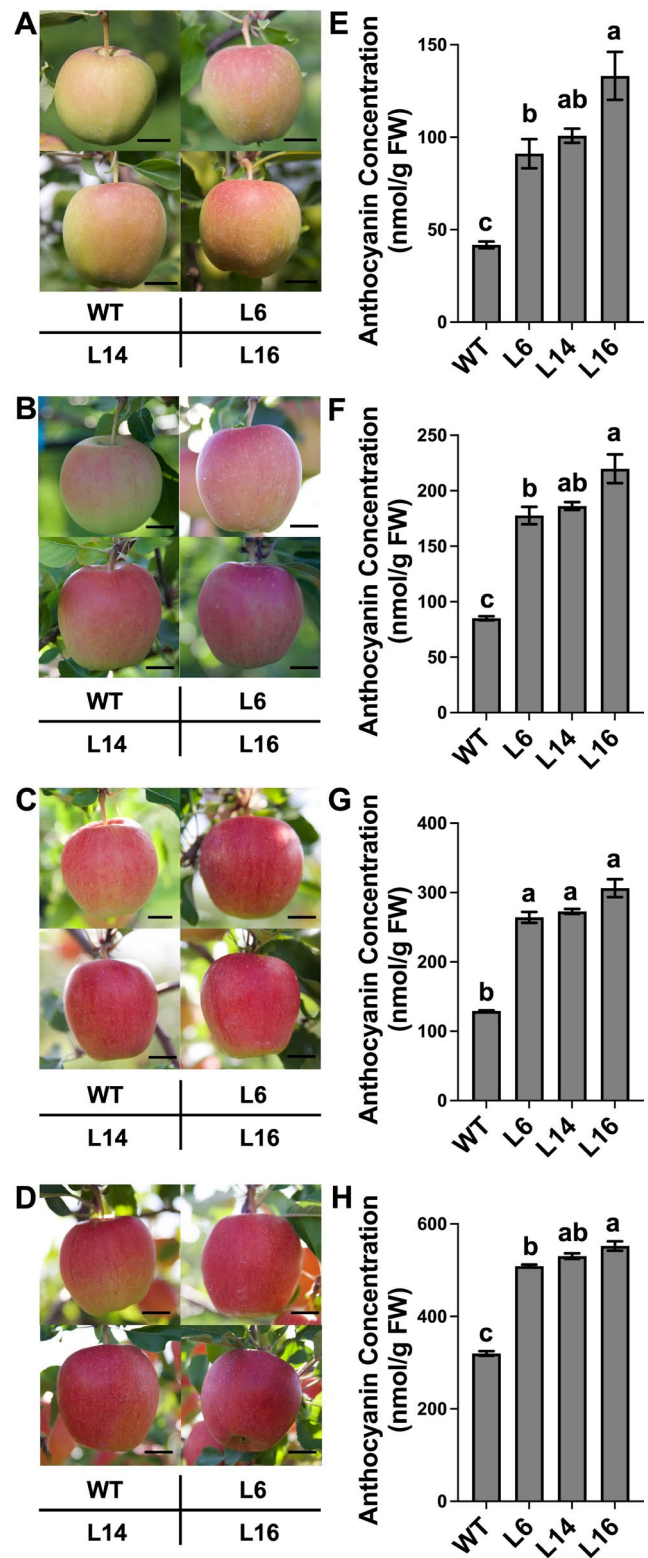 A
WT L6
L14 L16
E
Anthocyanin Concentration
(nmol/g FW)
150
100
50
0
c b ab a
WT L6 L14 L16
B
WT L6
L14 L16
F
Anthocyanin Concentration
(nmol/g FW)
250
200
150
100
50
0
c b ab a
WT L6 L14 L16
C
WT L6
L14 L16
G
Anthocyanin Concentration
(nmol/g FW)
400
300
200
100
0
b a a a
WT L6 L14 L16
D
WT L6
L14 L16
H
Anthocyanin Concentration
(nmol/g FW)
600
400
200
0
c b ab a
WT L6 L14 L16